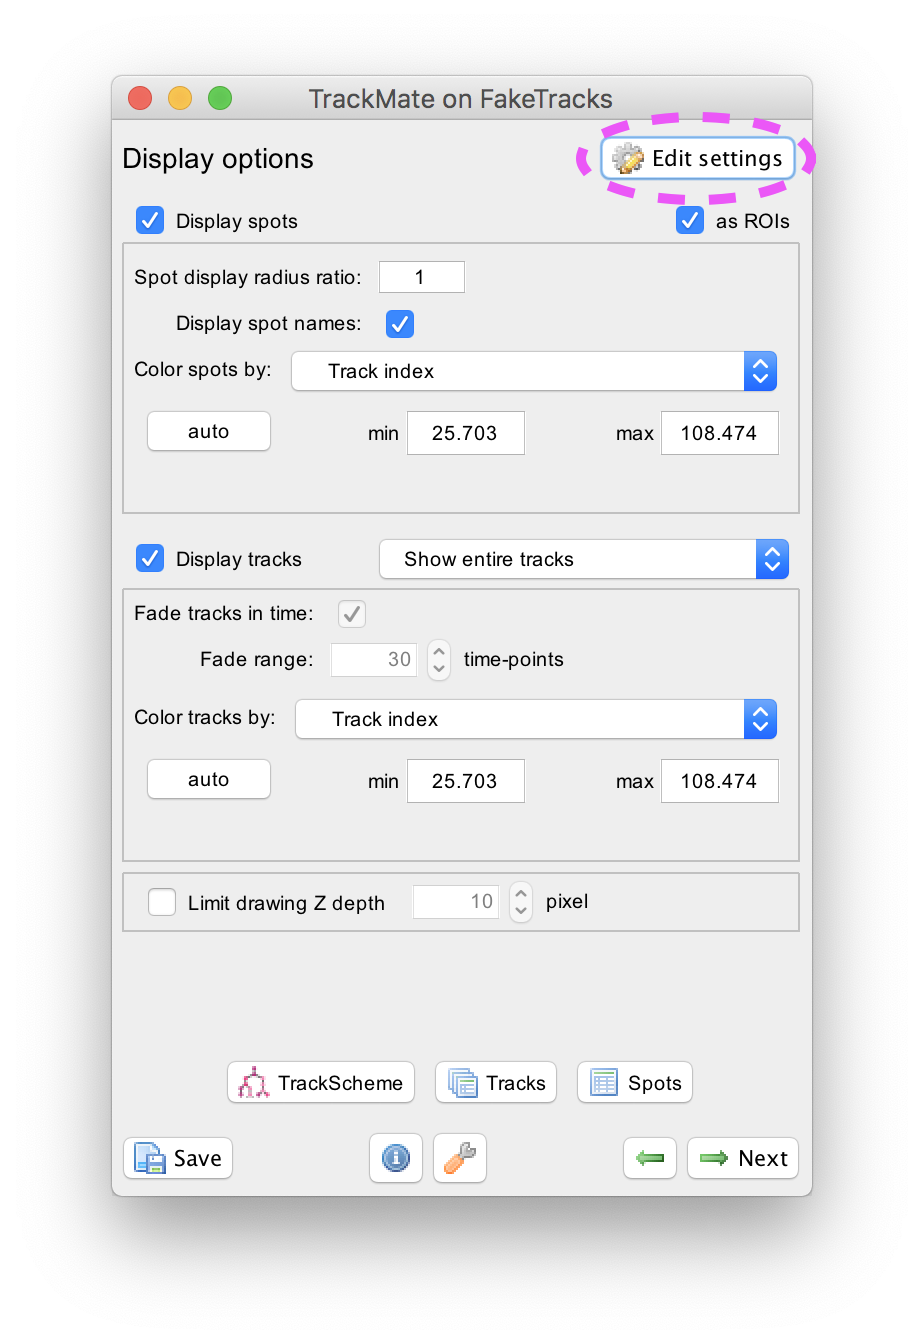 TrackMate on FakeTracks
Display options
Edit settings
Display spots
as ROIs
Spot display radius ratio: 1
Display spot names:
Color spots by: Track index
auto min 25.703 max 108.474
Display tracks Show entire tracks
Fade tracks in time:
Fade range: 30 time-points
Color tracks by: Track index
auto min 25.703 max 108.474
Limit drawing Z depth 10 pixel
TrackScheme Tracks Spots
Save Next